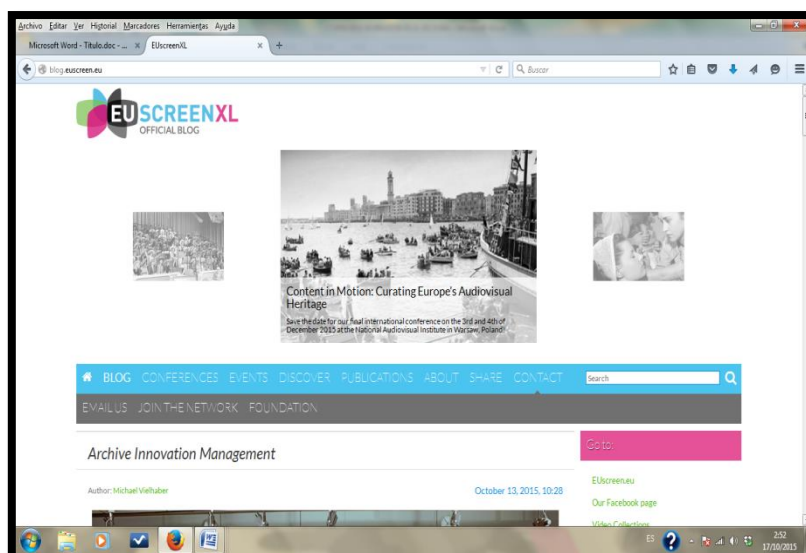 Archivo Editar Ver Historial Marcadores Herramientas Ayuda
Microsoft Word - Titulo.doc - ... × EUscreenXL × +
blog.euscreen.eu Buscar
EUSCREENXL
OFFICIAL BLOG
Content in Motion: Curating Europe's Audiovisual
Heritage
Save the date for our final international conference on the 3rd and 4th of
December 2015 at the National Audiovisual Institute in Warsaw, Poland!
BLOG CONFERENCES EVENTS DISCOVER PUBLICATIONS ABOUT SHARE CONTACT Search
EMAIL US JOIN THE NETWORK FOUNDATION
Archive Innovation Management
Go to:
Author: Michael Vielhaber October 13, 2015, 10:28
EUscreen.eu
Our Facebook page
Video Collections
ES 2:52
17/10/2015